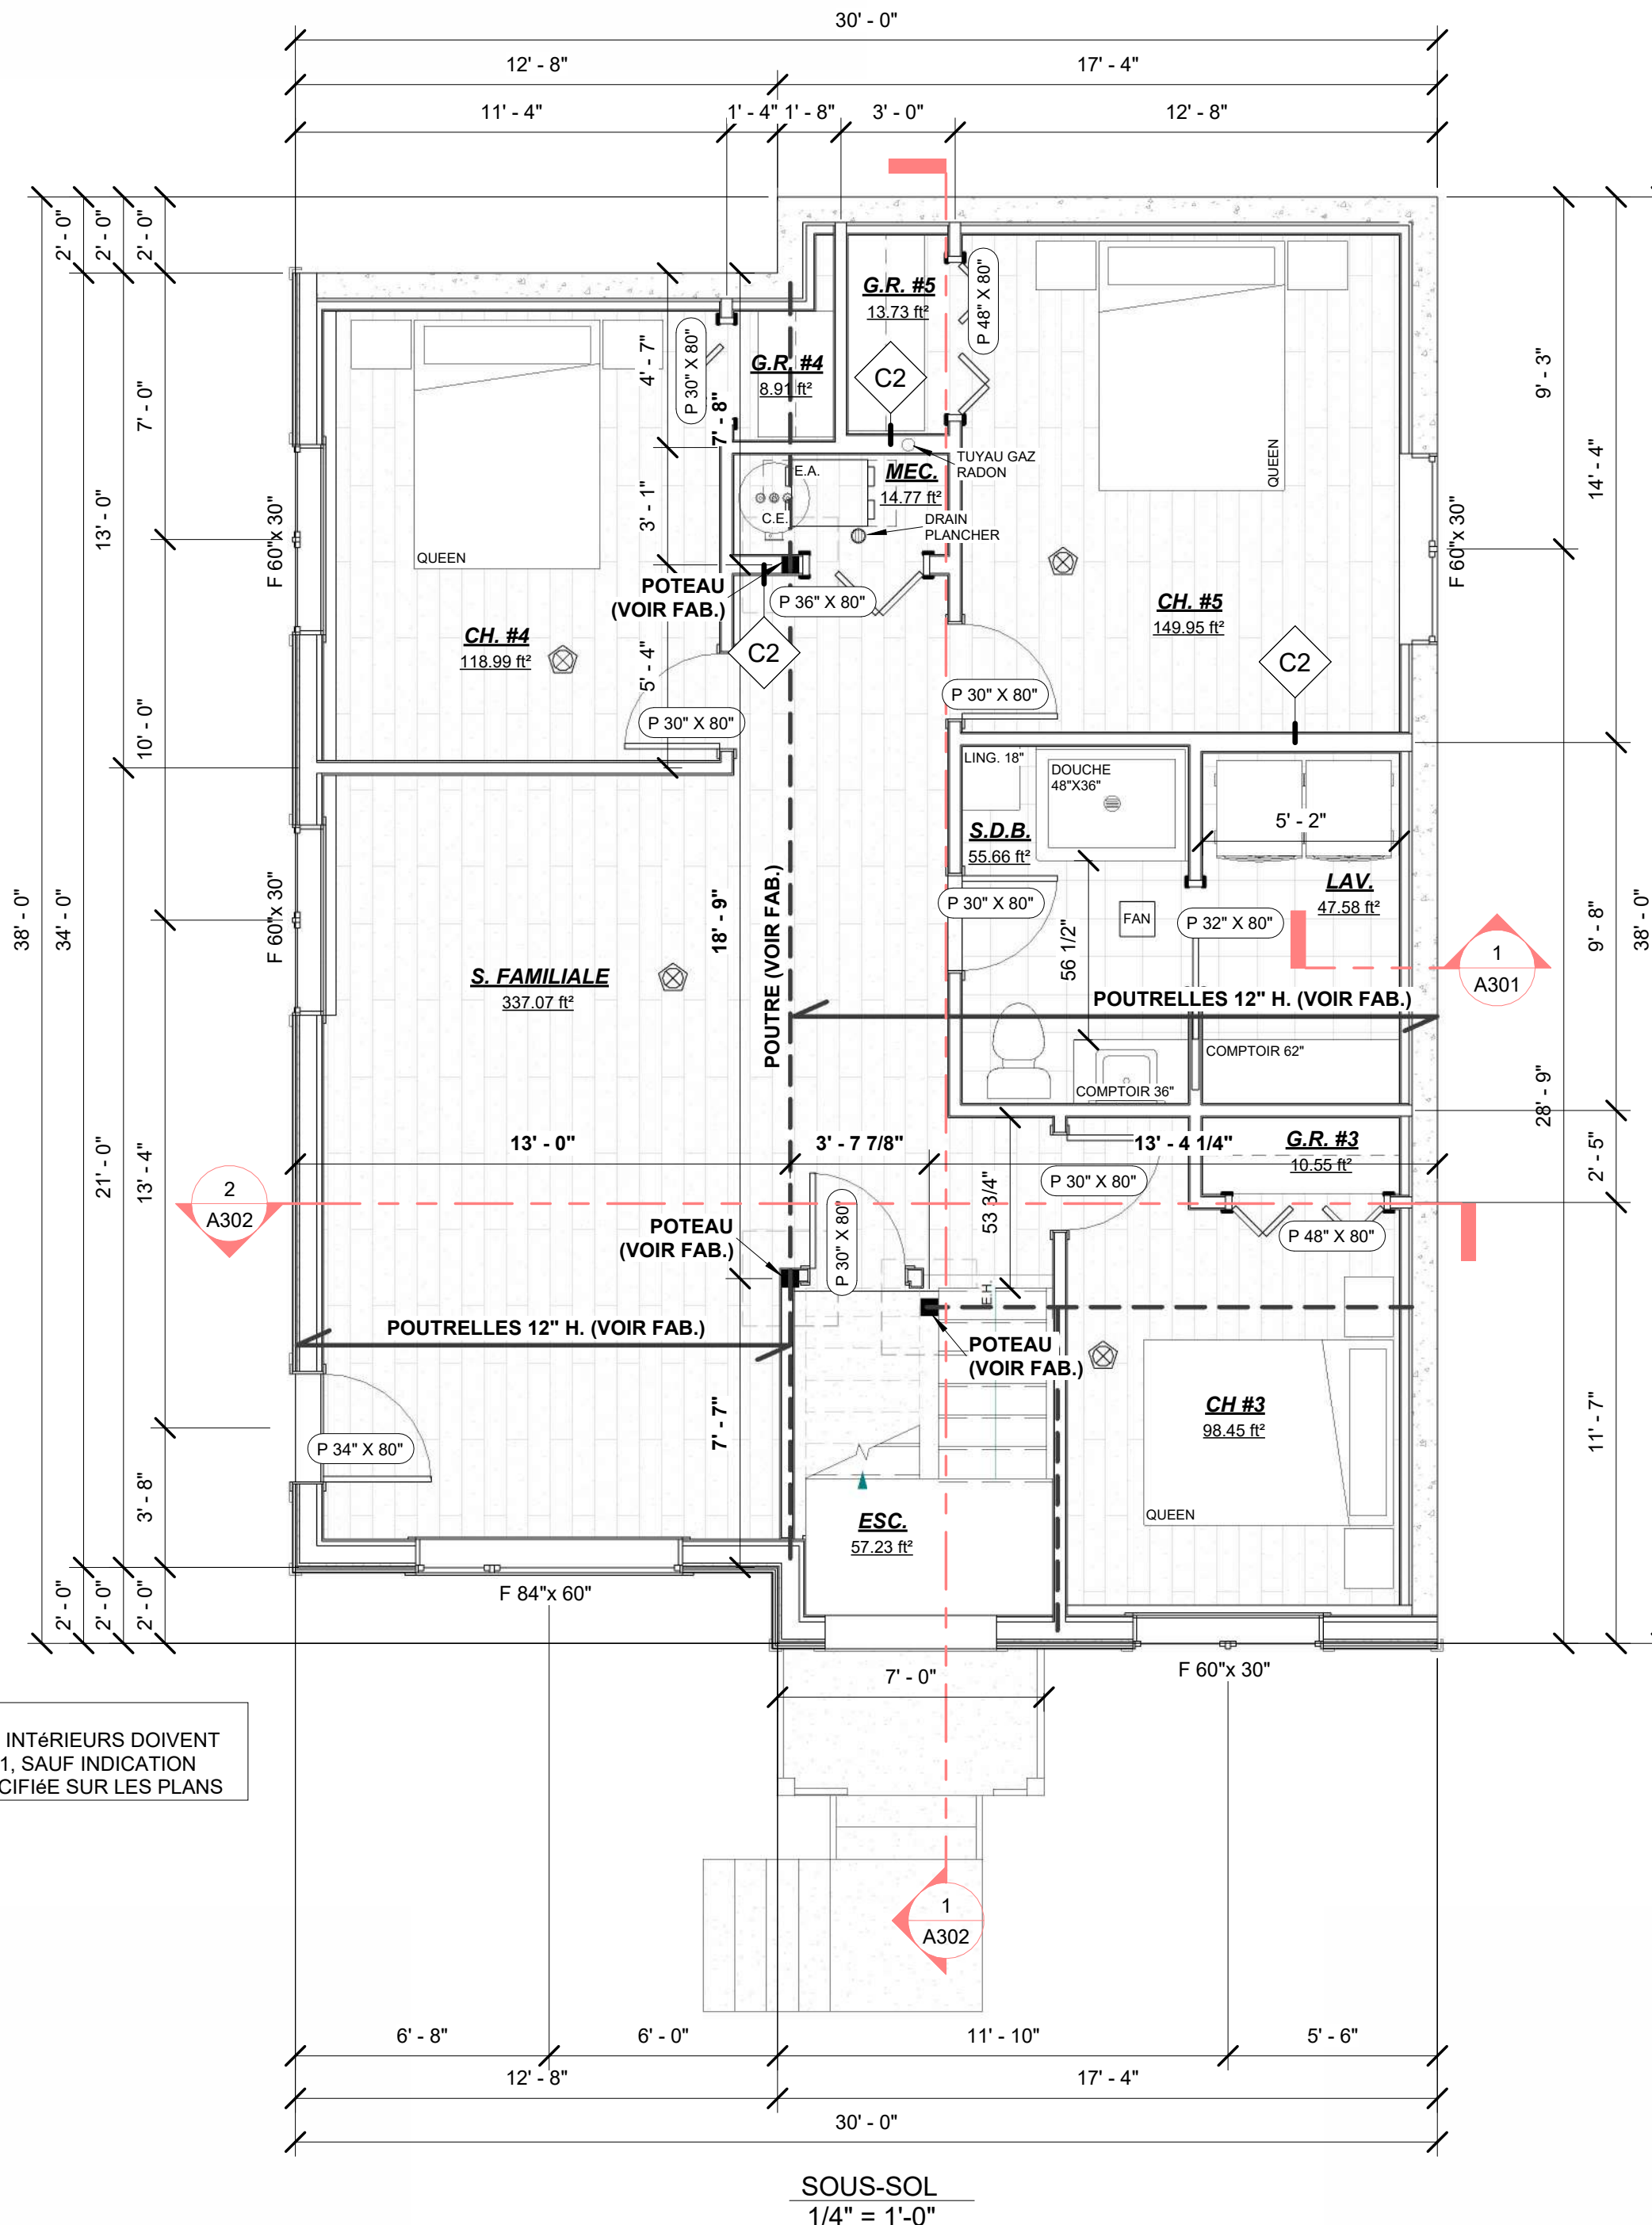 30' - 0"
12' - 8"
17' - 4"
11' - 4"
1' - 4"
1' - 8"
3' - 0"
12' - 8"
2' - 0"
2' - 0"
2' - 0"
G.R. #5
13.73 ft²
P 48" X 80"
C2
G.R. #4
8.91 ft²
P 30" X 80"
4' - 7"
7' - 8"
7' - 0"
9' - 3"
QUEEN
TUYAU GAZ
RADON
E.A.
MEC.
14.77 ft²
C.E.
DRAIN
PLANCHER
3' - 1"
13' - 0"
14' - 4"
F 60"x 30"
F 60"x 30"
QUEEN
POTEAU
(VOIR FAB.)
P 36" X 80"
CH. #5
149.95 ft²
CH. #4
118.99 ft²
C2
C2
5' - 4"
P 30" X 80"
P 30" X 80"
10' - 0"
LING. 18"
DOUCHE
48"X36"
5' - 2"
S.D.B.
55.66 ft²
LAV.
47.58 ft²
P 30" X 80"
FAN
P 32" X 80"
38' - 0"
34' - 0"
F 60"x 30"
18' - 9"
POUTRE (VOIR FAB.)
56 1/2"
9' - 8"
38' - 0"
1
A301
S. FAMILIALE
337.07 ft²
POUTRELLES 12" H. (VOIR FAB.)
COMPTOIR 62"
COMPTOIR 36"
28' - 9"
21' - 0"
13' - 4"
13' - 0"
3' - 7 7/8"
13' - 4 1/4"
G.R. #3
10.55 ft²
2' - 5"
2
A302
53 3/4"
P 30" X 80"
P 30" X 80"
POTEAU
(VOIR FAB.)
P 48" X 80"
E.H.
POUTRELLES 12" H. (VOIR FAB.)
POTEAU
(VOIR FAB.)
CH #3
98.45 ft²
7' - 7"
11' - 7"
P 34" X 80"
3' - 8"
QUEEN
ESC.
57.23 ft²
F 84"x 60"
2' - 0"
2' - 0"
2' - 0"
7' - 0"
F 60"x 30"
INTéRIEURS DOIVENT
1, SAUF INDICATION
CIFIéE SUR LES PLANS
1
A302
6' - 8"
6' - 0"
11' - 10"
5' - 6"
12' - 8"
17' - 4"
30' - 0"
SOUS-SOL
1/4" = 1'-0"